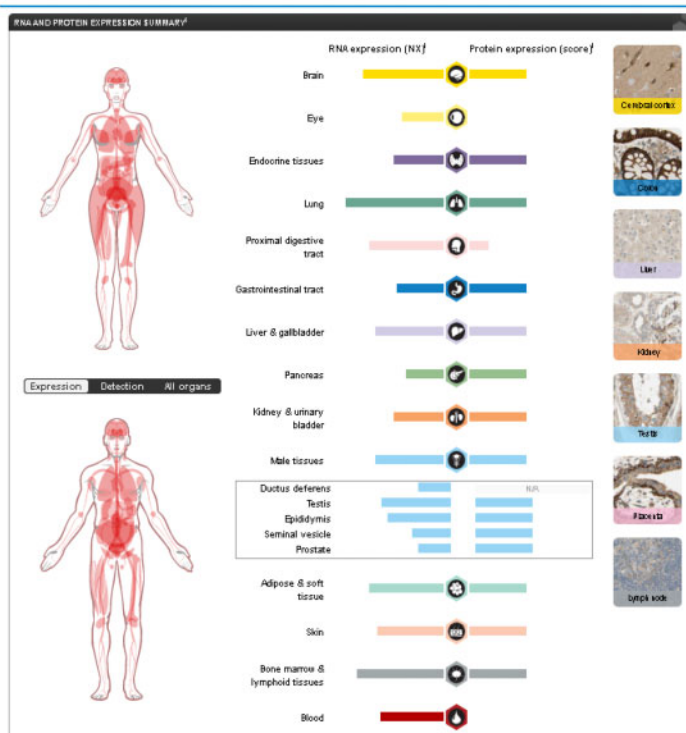 RNA AND PROTEIN EXPRESSION SUMMARY
RNA expression (NX)
Protein expression (score)
Brain
Eye
Endocrine tissues
Lung
Proximal digestive
tract
Gastrointestinal tract
Liver & gallbladder
Pancreas
Kidney & urinary
bladder
Male tissues
Ductus deferens
N/A
Testis
Epididymis
Seminal vesicle
Prostate
Adipose & soft
tissue
Skin
Bone marrow &
lymphoid tissues
Blood
Expression Detection All organs
Cerebral cortex
Colon
Liver
Kidney
Testis
Placenta
Lymph node